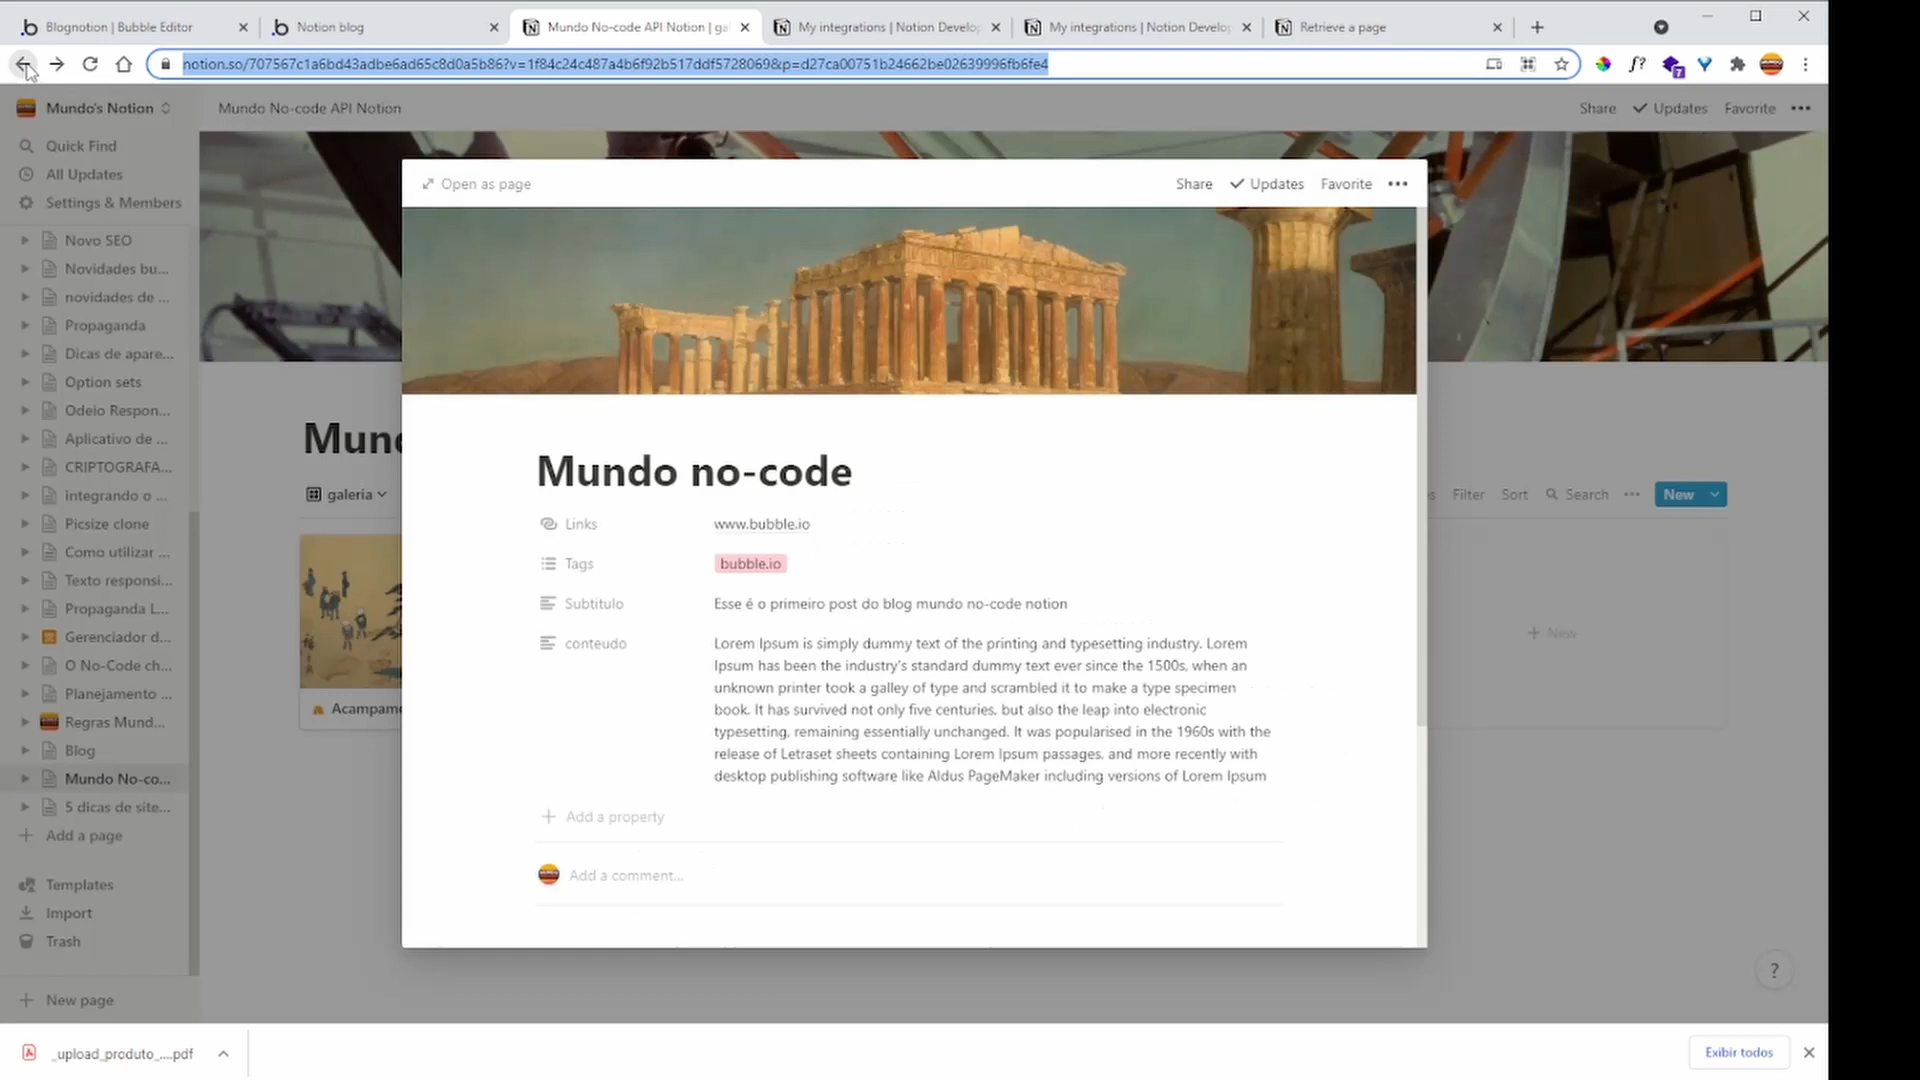 Blognotion | Bubble Editor
Notion blog
Mundo No-code API Notion | ga
My integrations | Notion Develop
My integrations | Notion Develop
Retrieve a page
notion.so/707567c1a6bd43adbe6ad65c8d0a5b86?v=1f84c24c487a4b6f92b517ddf5728069&p=d27ca00751b24662be02639996fb6fe4
f?
7
Mundo's Notion
Mundo No-code API Notion
Share
Updates
Favorite
Quick Find
All Updates
Settings & Members
Novo SEO
Novidades bu...
novidades de ...
Propaganda
Dicas de apare...
Option sets
Odeio Respon...
Aplicativo de ...
CRIPTOGRAFA...
integrando o ...
Picsize clone
Como utilizar ...
Texto responsi...
Propaganda L...
Gerenciador d...
O No-Code ch...
Planejamento ...
Regras Mund...
Blog
Mundo No-co...
5 dicas de site...
Add a page
Templates
Import
Trash
New page
Mund
galeria
Acampame
Filter
Sort
Search
New
New
Open as page
Share
Updates
Favorite
Mundo no-code
Links
www.bubble.io
Tags
bubble.io
Subtitulo
Esse é o primeiro post do blog mundo no-code notion
conteudo
Lorem Ipsum is simply dummy text of the printing and typesetting industry. Lorem
Ipsum has been the industry's standard dummy text ever since the 1500s, when an
unknown printer took a galley of type and scrambled it to make a type specimen
book. It has survived not only five centuries, but also the leap into electronic
typesetting, remaining essentially unchanged. It was popularised in the 1960s with the
release of Letraset sheets containing Lorem Ipsum passages, and more recently with
desktop publishing software like Aldus PageMaker including versions of Lorem Ipsum
Add a property
Add a comment...
?
_upload_produto_....pdf
Exibir todos